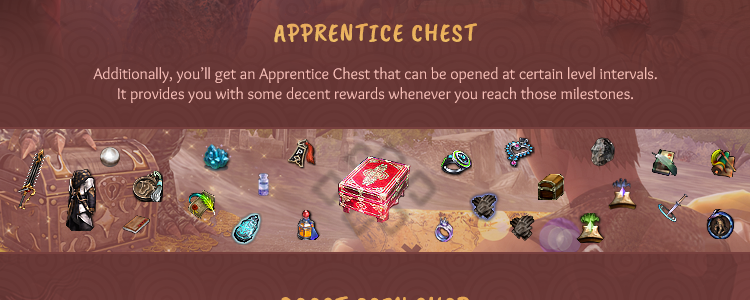 APPRENTICE CHEST
Additionally, you'll get an Apprentice Chest that can be opened at certain level intervals.
It provides you with some decent rewards whenever you reach those milestones.